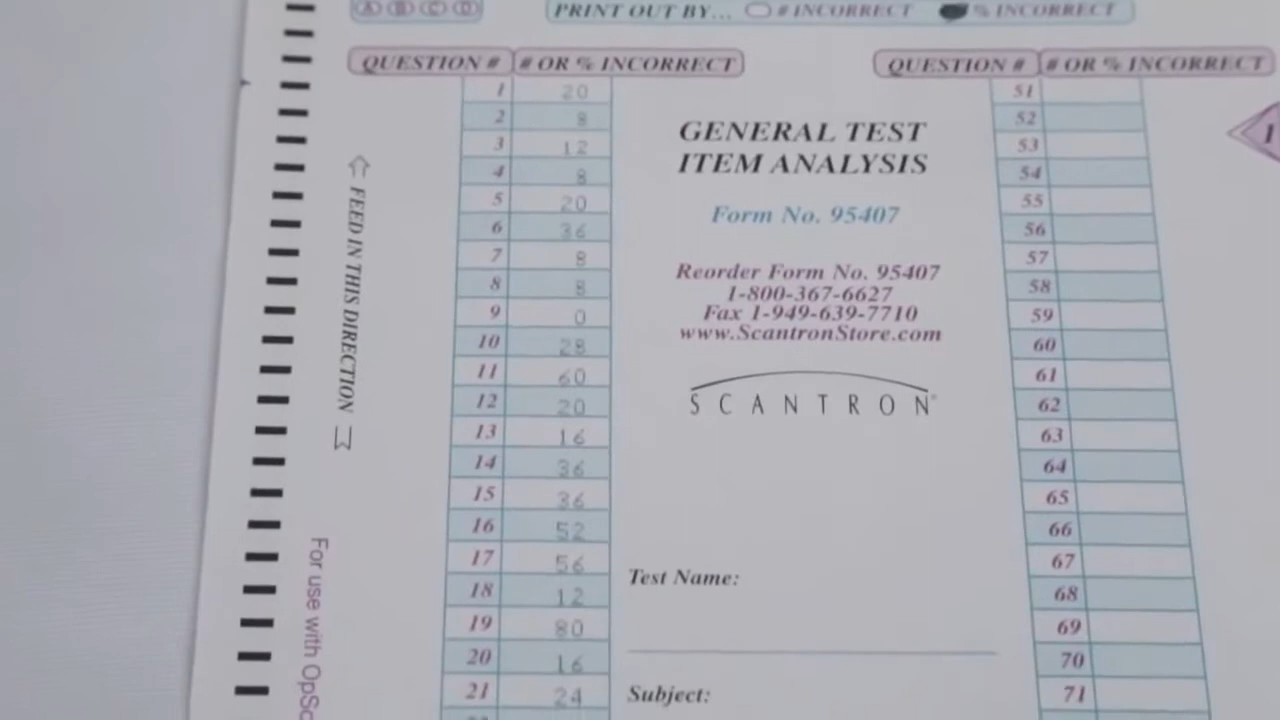 A B C D
PRINT OUT BY... # INCORRECT % INCORRECT
QUESTION # # OR % INCORRECT
1 20
2 8
3 12
4 8
5 20
6 36
7 8
8 8
9 0
10 28
11 60
12 20
13 16
14 36
15 36
16 52
17 56
18 12
19 80
20 16
21 24
FEED IN THIS DIRECTION
For use with
GENERAL TEST
ITEM ANALYSIS
Form No. 95407
Reorder Form No. 95407
1-800-367-6627
Fax 1-949-639-7710
www.ScantronStore.com
SCANTRON®
Test Name:
Subject:
QUESTION # # OR % INCORRECT
51
52
53
54
55
56
57
58
59
60
61
62
63
64
65
66
67
68
69
70
71
1